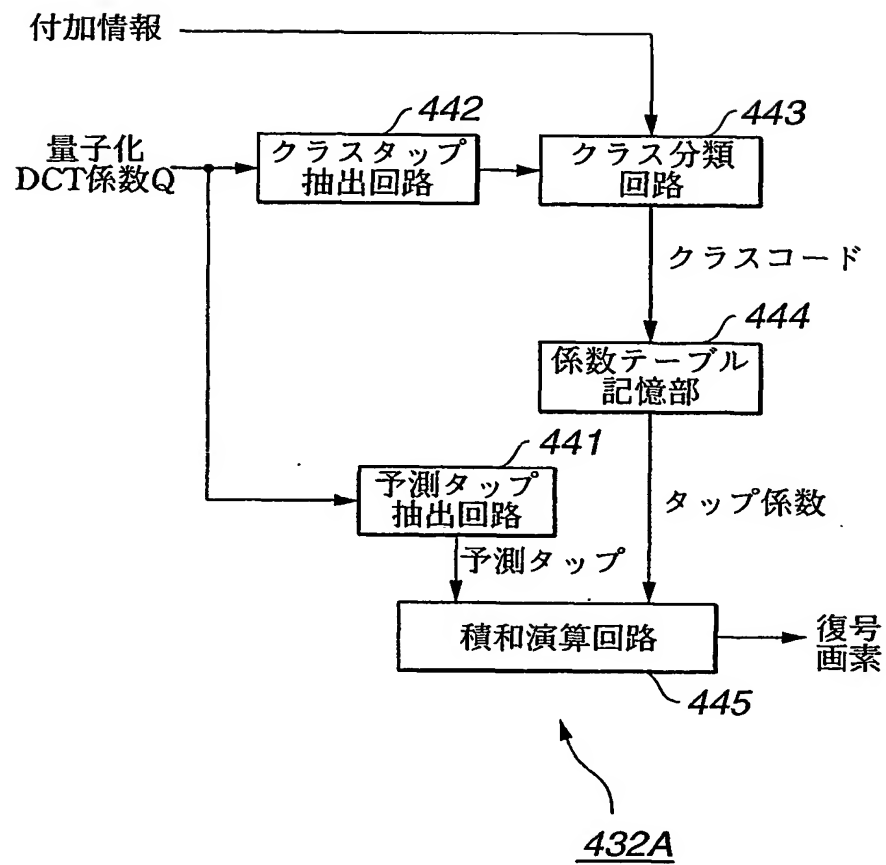 付加情報
442
443
量子化
DCT係数Q
クラスタップ
抽出回路
クラス分類
回路
クラスコード
444
係数テーブル
記憶部
441
予測タップ
抽出回路
タップ係数
予測タップ
積和演算回路
復号
画素
445
432A